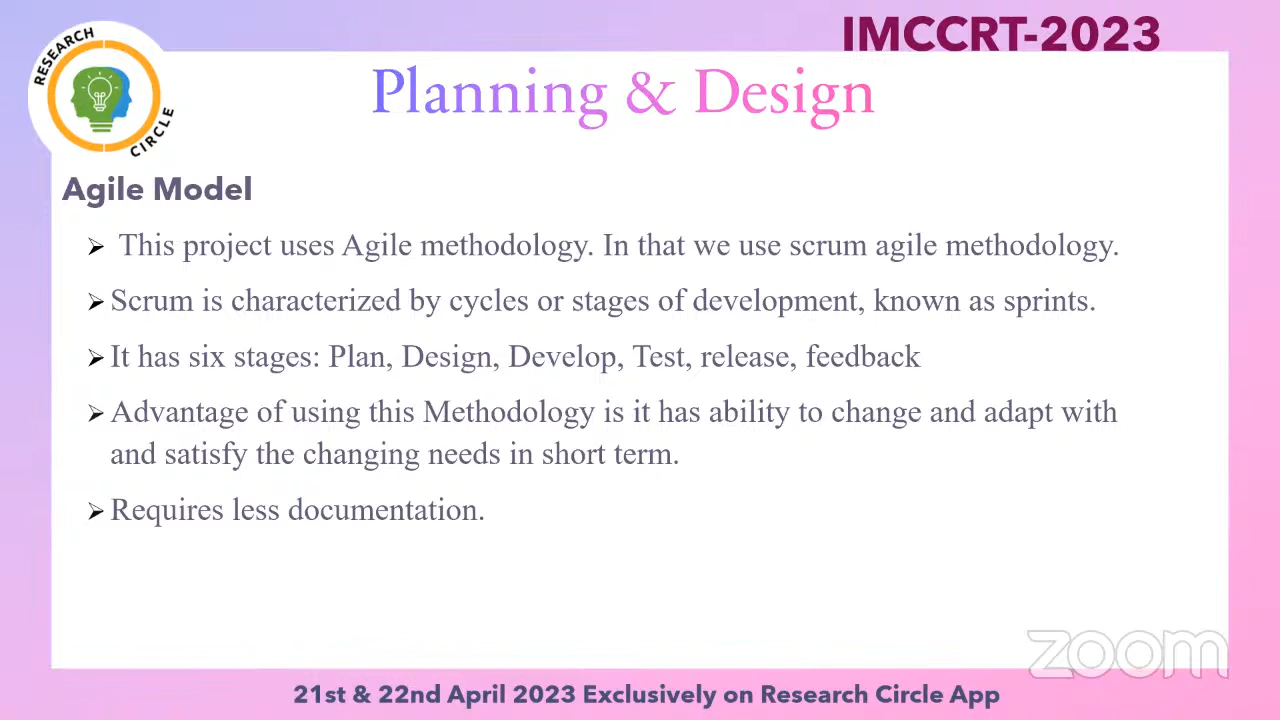 IMCCRT-2023
RESEARCH
CIRCLE
Planning & Design
Agile Model
➢ This project uses Agile methodology. In that we use scrum agile methodology.
➢ Scrum is characterized by cycles or stages of development, known as sprints.
➢ It has six stages: Plan, Design, Develop, Test, release, feedback
➢ Advantage of using this Methodology is it has ability to change and adapt with
and satisfy the changing needs in short term.
➢ Requires less documentation.
zoom
21st & 22nd April 2023 Exclusively on Research Circle App